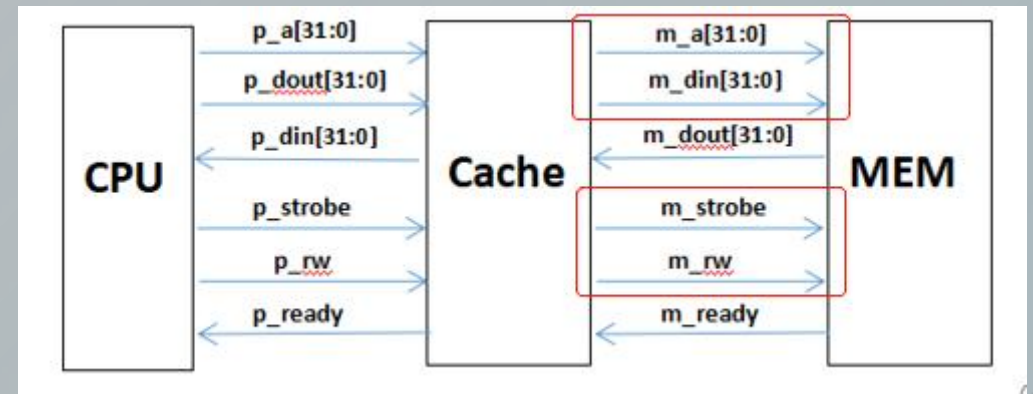 p_a[31:0]
m_a[31:0]
p_dout[31:0]
m_din[31:0]
p_din[31:0]
m_dout[31:0]
CPU
Cache
MEM
p_strobe
m_strobe
p_rw
m_rw
p_ready
m_ready